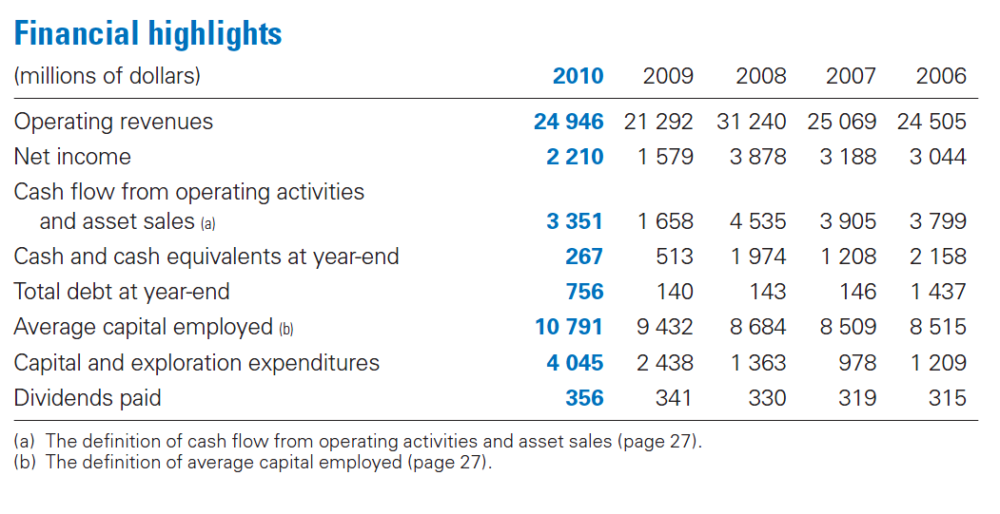 Financial highlights
(millions of dollars) 2010 2009 2008 2007 2006
Operating revenues 24 946 21 292 31 240 25 069 24 505
Net income 2 210 1 579 3 878 3 188 3 044
Cash flow from operating activities
and asset sales (a) 3 351 1 658 4 535 3 905 3 799
Cash and cash equivalents at year-end 267 513 1 974 1 208 2 158
Total debt at year-end 756 140 143 146 1 437
Average capital employed (b) 10 791 9 432 8 684 8 509 8 515
Capital and exploration expenditures 4 045 2 438 1 363 978 1 209
Dividends paid 356 341 330 319 315
(a) The definition of cash flow from operating activities and asset sales (page 27).
(b) The definition of average capital employed (page 27).